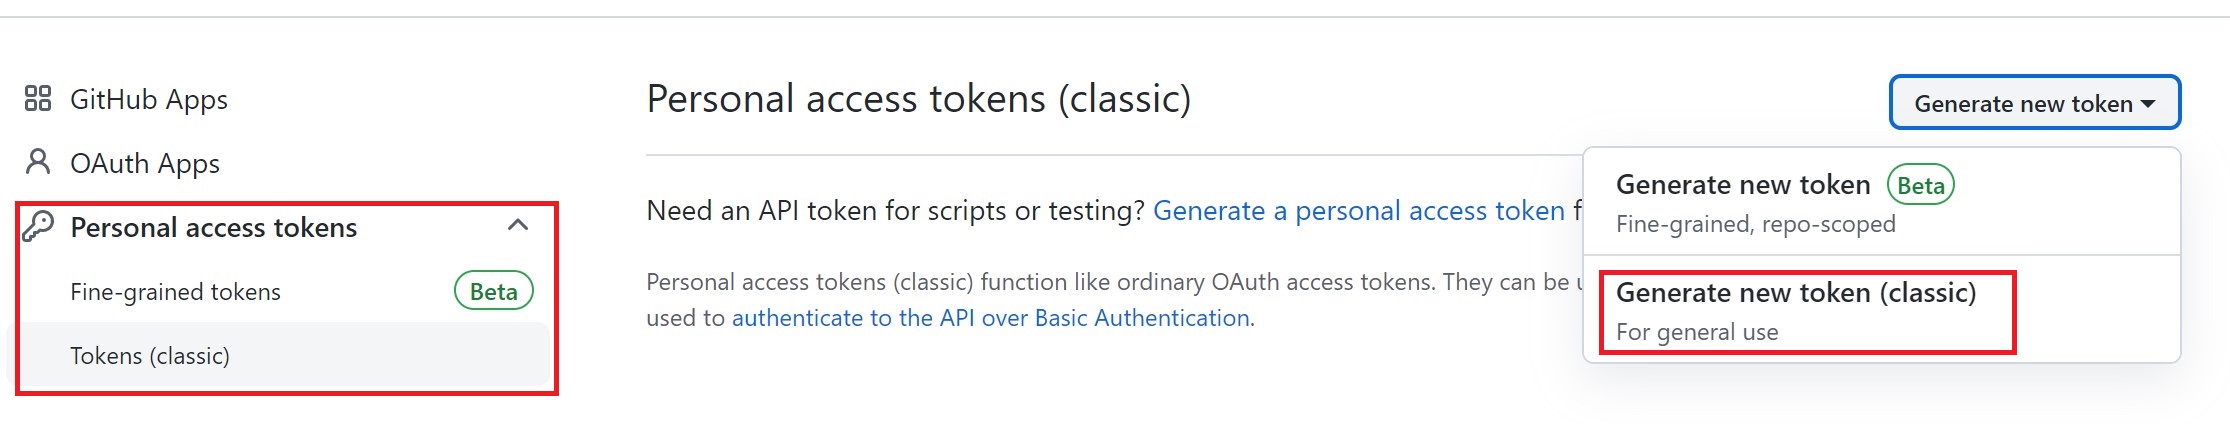 GitHub Apps
OAuth Apps
Personal access tokens
Fine-grained tokens Beta
Tokens (classic)
Personal access tokens (classic)
Generate new token
Need an API token for scripts or testing? Generate a personal access token f
Personal access tokens (classic) function like ordinary OAuth access tokens. They can be
used to authenticate to the API over Basic Authentication.
Generate new token Beta
Fine-grained, repo-scoped
Generate new token (classic)
For general use